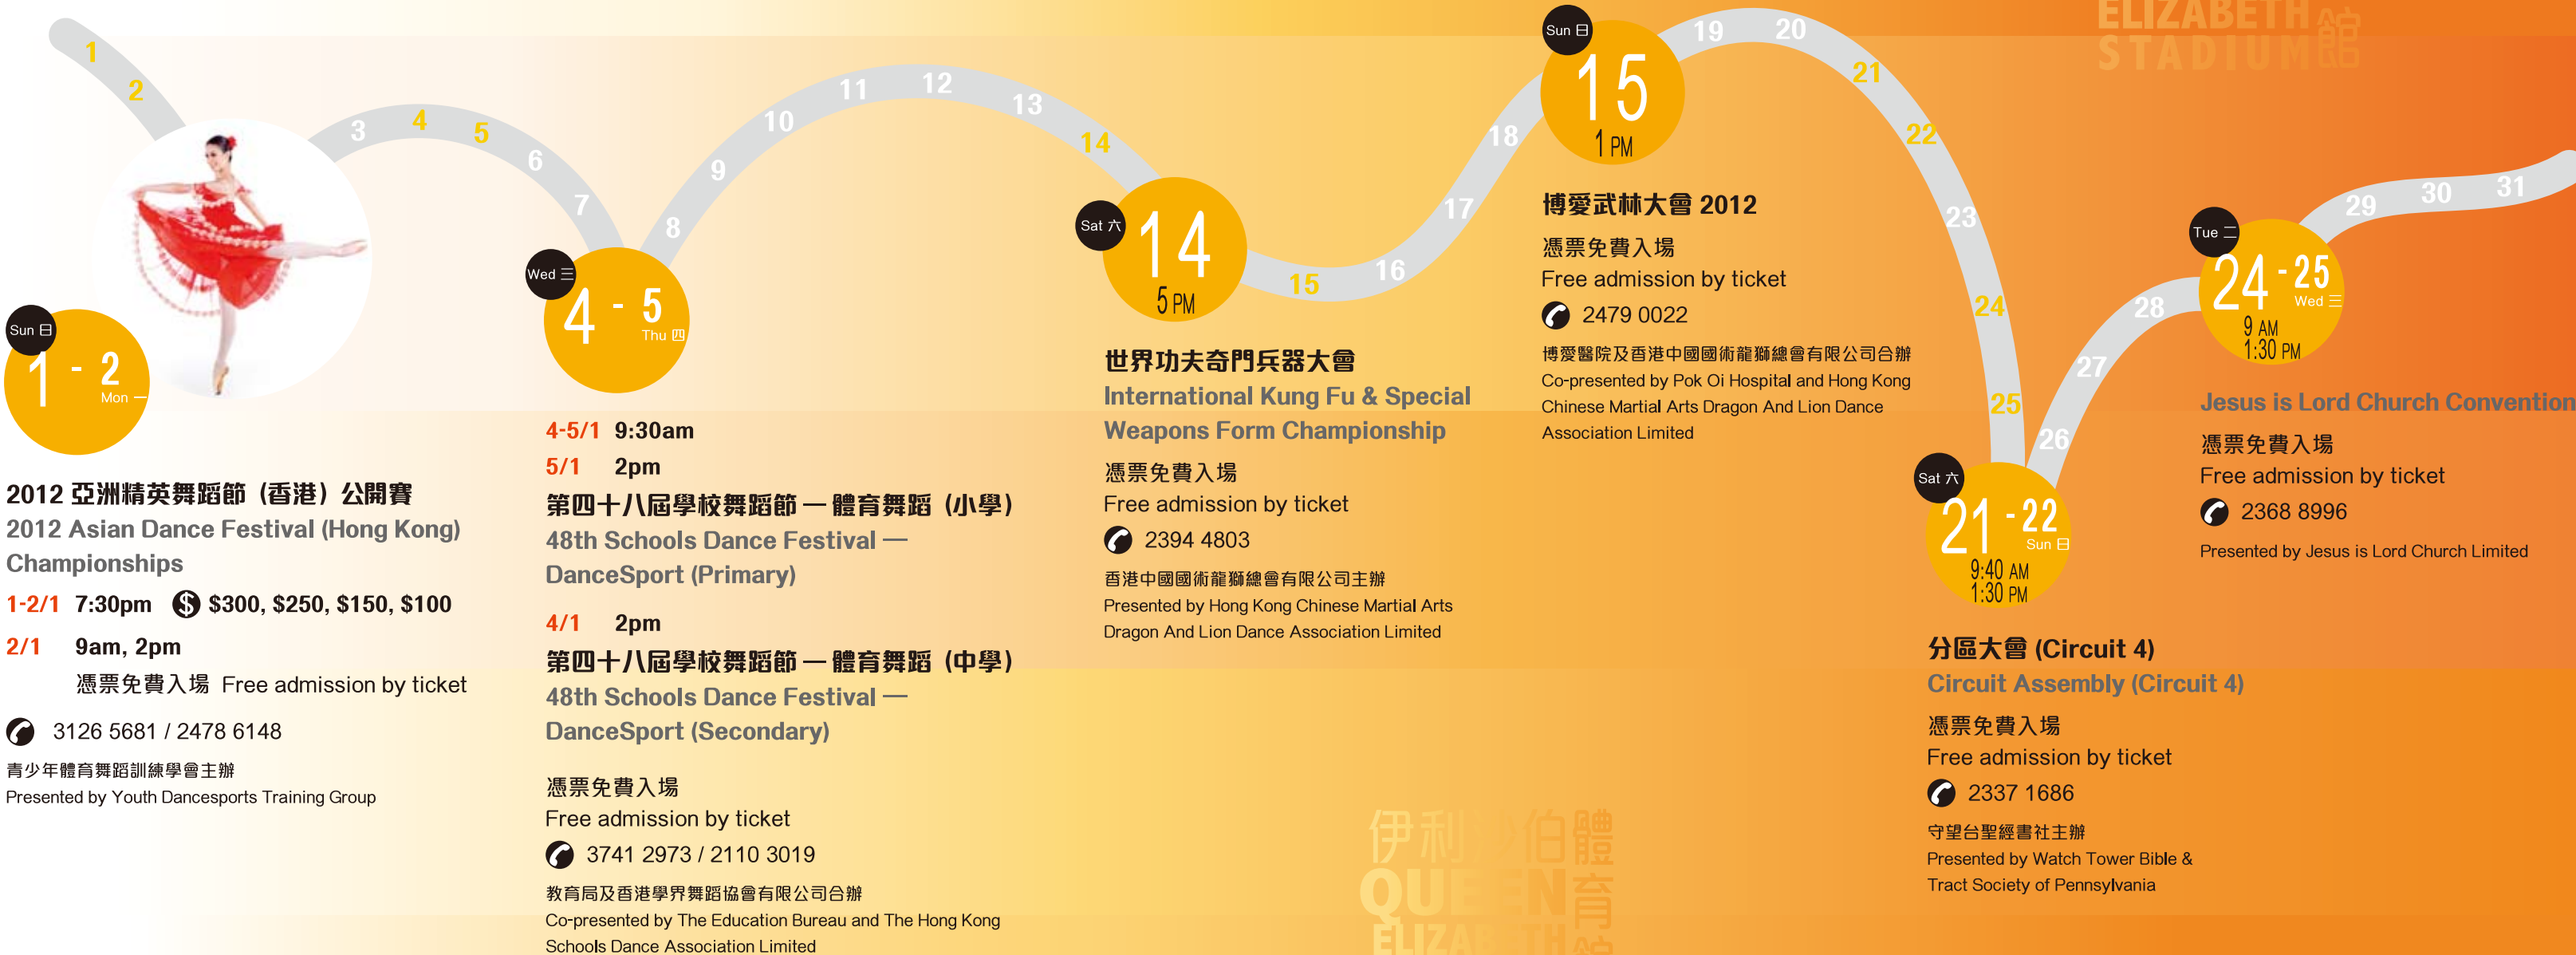 1
2
3
4
5
6
7
8
9
10
11
12
13
14
15
16
17
18
19
20
21
22
23
24
25
26
27
28
29
30
31
Sun 日
1 - 2
Mon 一
2012 亞洲精英舞蹈節（香港）公開賽
2012 Asian Dance Festival (Hong Kong)
Championships
1-2/1 7:30pm $ $300, $250, $150, $100
2/1 9am, 2pm
憑票免費入場 Free admission by ticket
3126 5681 / 2478 6148
青少年體育舞蹈訓練學會主辦
Presented by Youth Dancesports Training Group
Wed 三
4 - 5
Thu 四
4-5/1 9:30am
5/1 2pm
第四十八屆學校舞蹈節 — 體育舞蹈（小學）
48th Schools Dance Festival —
DanceSport (Primary)
4/1 2pm
第四十八屆學校舞蹈節 — 體育舞蹈（中學）
48th Schools Dance Festival —
DanceSport (Secondary)
憑票免費入場
Free admission by ticket
3741 2973 / 2110 3019
教育局及香港學界舞蹈協會有限公司合辦
Co-presented by The Education Bureau and The Hong Kong
Schools Dance Association Limited
Sat 六
14
5 PM
世界功夫奇門兵器大會
International Kung Fu & Special
Weapons Form Championship
憑票免費入場
Free admission by ticket
2394 4803
香港中國國術龍獅總會有限公司主辦
Presented by Hong Kong Chinese Martial Arts
Dragon And Lion Dance Association Limited
Sun 日
15
1 PM
博愛武林大會 2012
憑票免費入場
Free admission by ticket
2479 0022
博愛醫院及香港中國國術龍獅總會有限公司合辦
Co-presented by Pok Oi Hospital and Hong Kong
Chinese Martial Arts Dragon And Lion Dance
Association Limited
Sat 六
21 - 22
Sun 日
9:40 AM
1:30 PM
分區大會 (Circuit 4)
Circuit Assembly (Circuit 4)
憑票免費入場
Free admission by ticket
2337 1686
守望台聖經書社主辦
Presented by Watch Tower Bible &
Tract Society of Pennsylvania
Tue 二
24 - 25
Wed 三
9 AM
1:30 PM
Jesus is Lord Church Convention
憑票免費入場
Free admission by ticket
2368 8996
Presented by Jesus is Lord Church Limited
ELIZABETH
STADIUM 館
伊利沙伯體育館
QUEEN
ELIZABETH